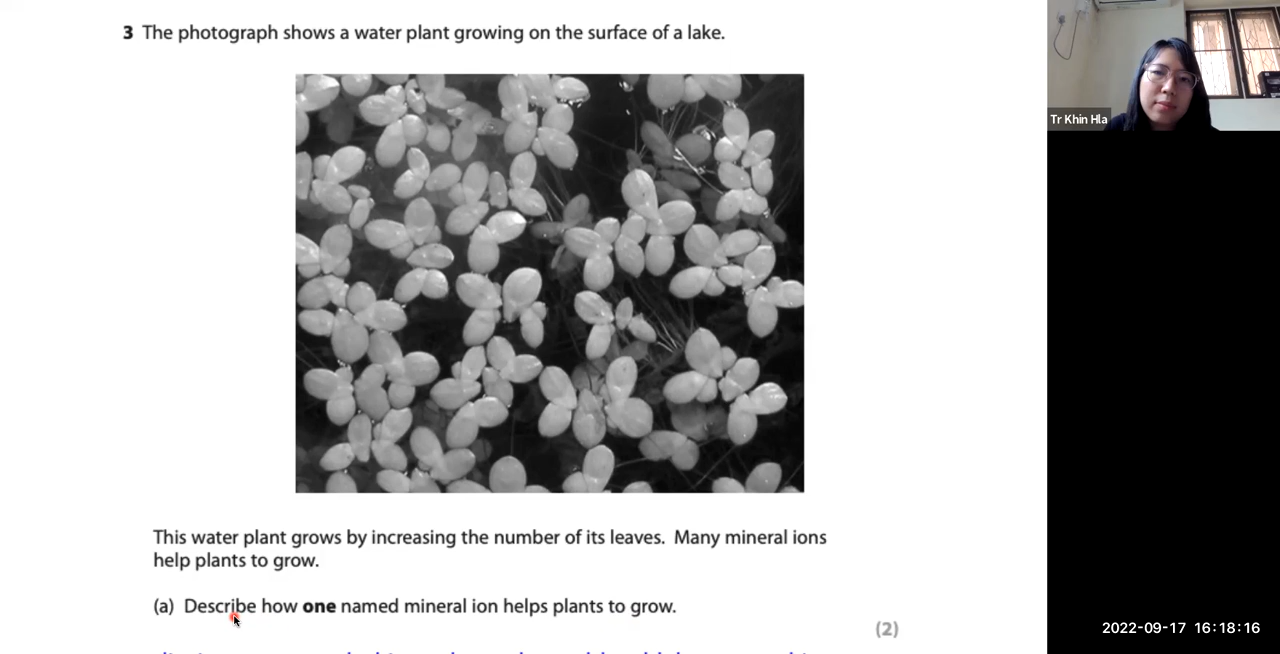 3 The photograph shows a water plant growing on the surface of a lake.
Tr Khin Hla
This water plant grows by increasing the number of its leaves. Many mineral ions
help plants to grow.
(a) Describe how one named mineral ion helps plants to grow.
(2)
2022-09-17 16:18:16